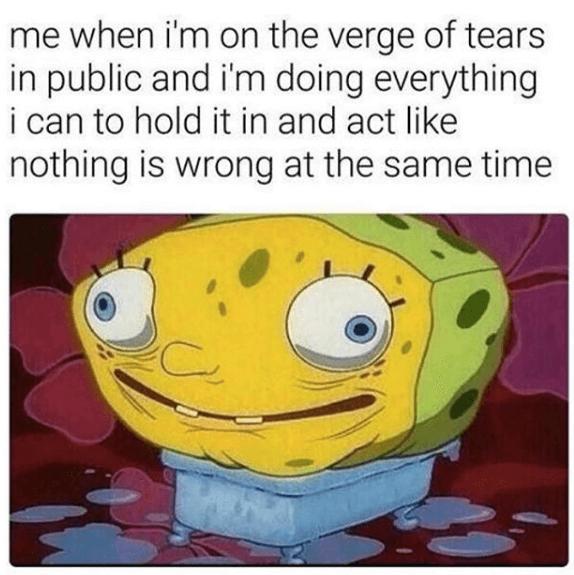 me when i'm on the verge of tears
in public and i'm doing everything
i can to hold it in and act like
nothing is wrong at the same time